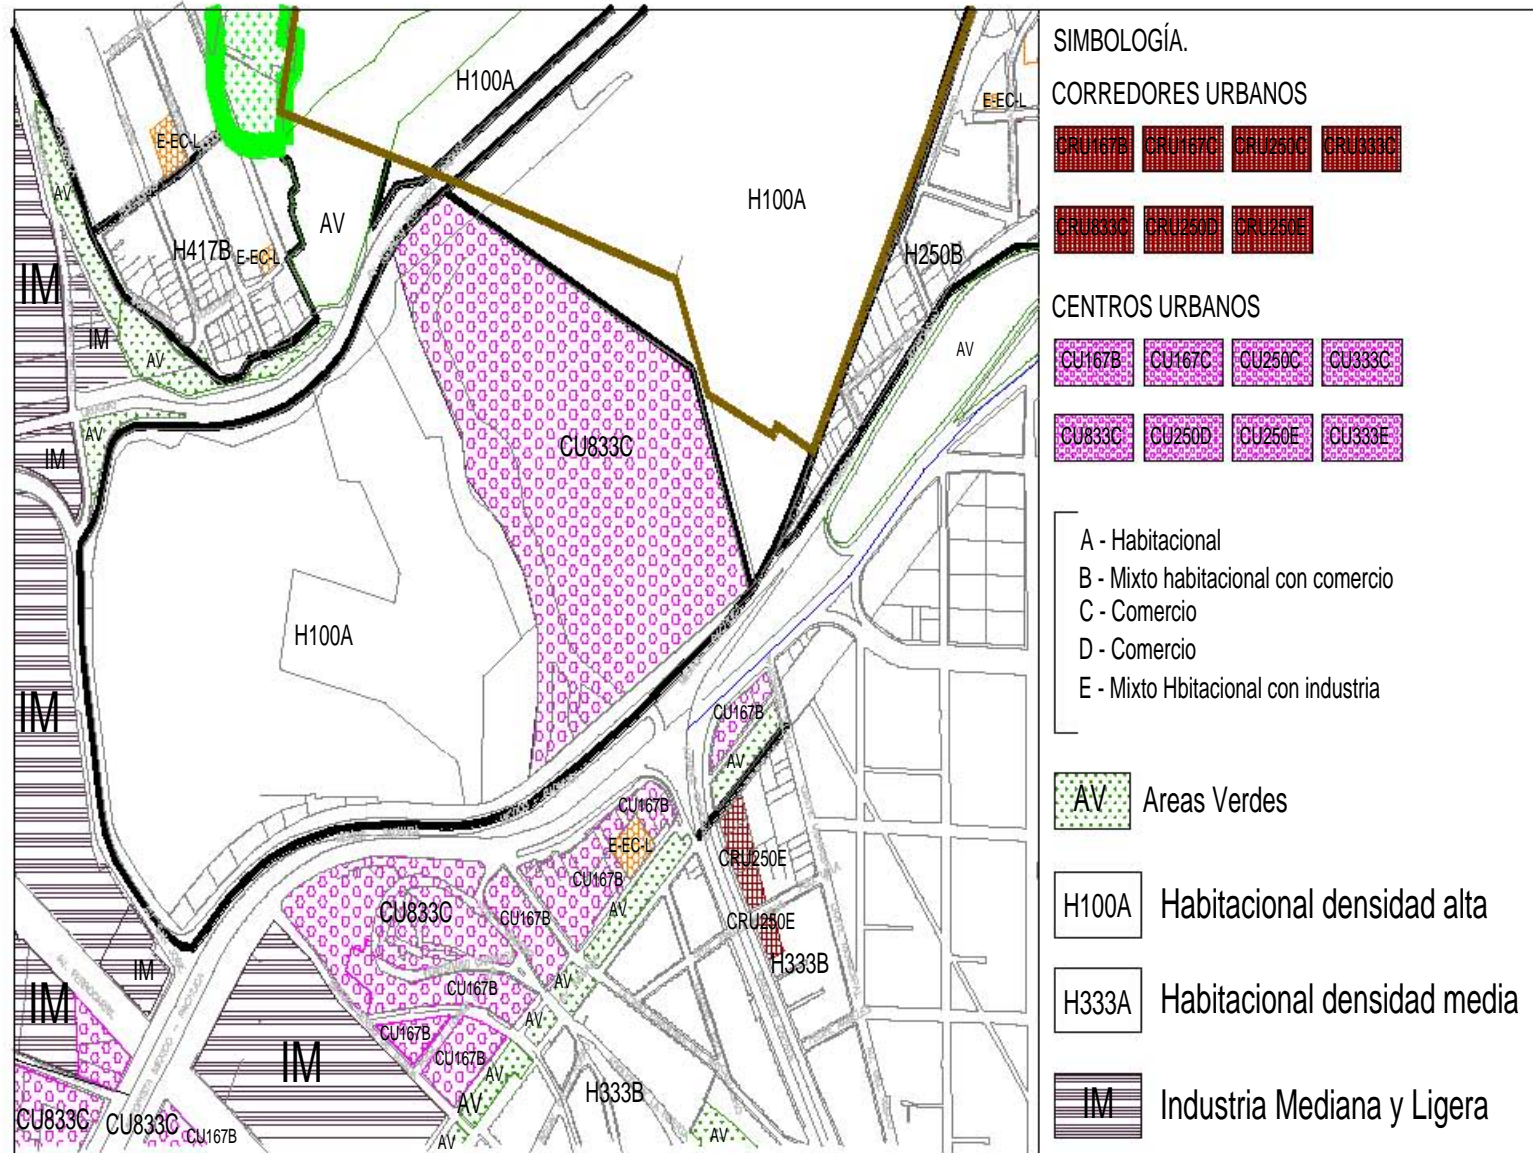 H100A
E-EC-L
E-EC-L
H100A
AV
AV
H417B
E-EC-L
H250B
IM
IM
AV
AV
CU833C
AV
IM
H100A
IM
CU167B
AV
CU167B
E-EC-L
CRU250E
CU167B
AV
CU833C
CU167B
CRU250E
H333B
IM
AV
IM
CU167B
AV
CU167B
CU167B
IM
AV
H333B
AV
CU833C
CU833C
CU167B
AV
AV
SIMBOLOGÍA.
CORREDORES URBANOS
CRU167B CRU167C CRU250C CRU333C
CRU833C CRU250D CRU250E
CENTROS URBANOS
CU167B CU167C CU250C CU333C
CU833C CU250D CU250E CU333E
A - Habitacional
B - Mixto habitacional con comercio
C - Comercio
D - Comercio
E - Mixto Hbitacional con industria
AV Areas Verdes
H100A Habitacional densidad alta
H333A Habitacional densidad media
IM Industria Mediana y Ligera